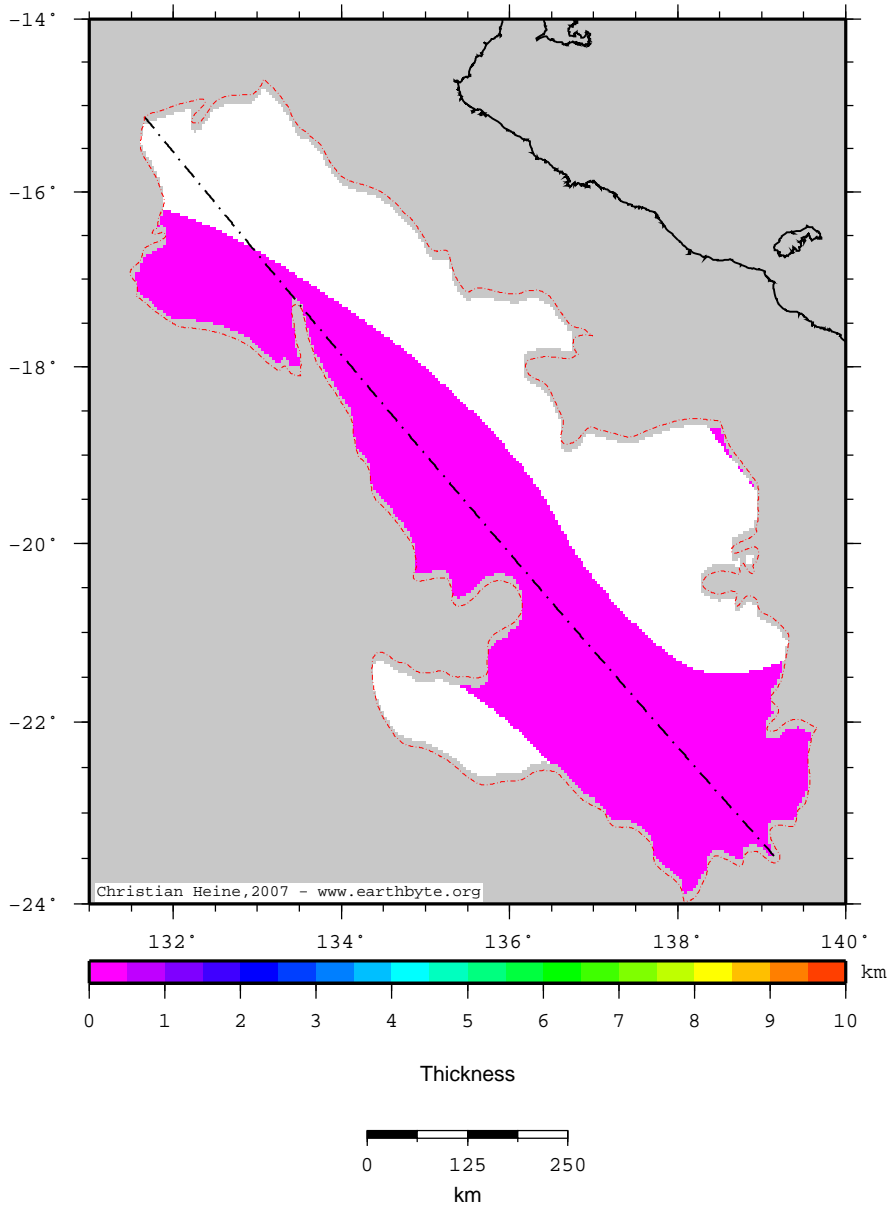 −14˚
−16˚
−18˚
−20˚
−22˚
−24˚
Christian Heine,2007 - www.earthbyte.org
132˚ 134˚ 136˚ 138˚ 140˚
km
0 1 2 3 4 5 6 7 8 9 10
Thickness
0 125 250
km